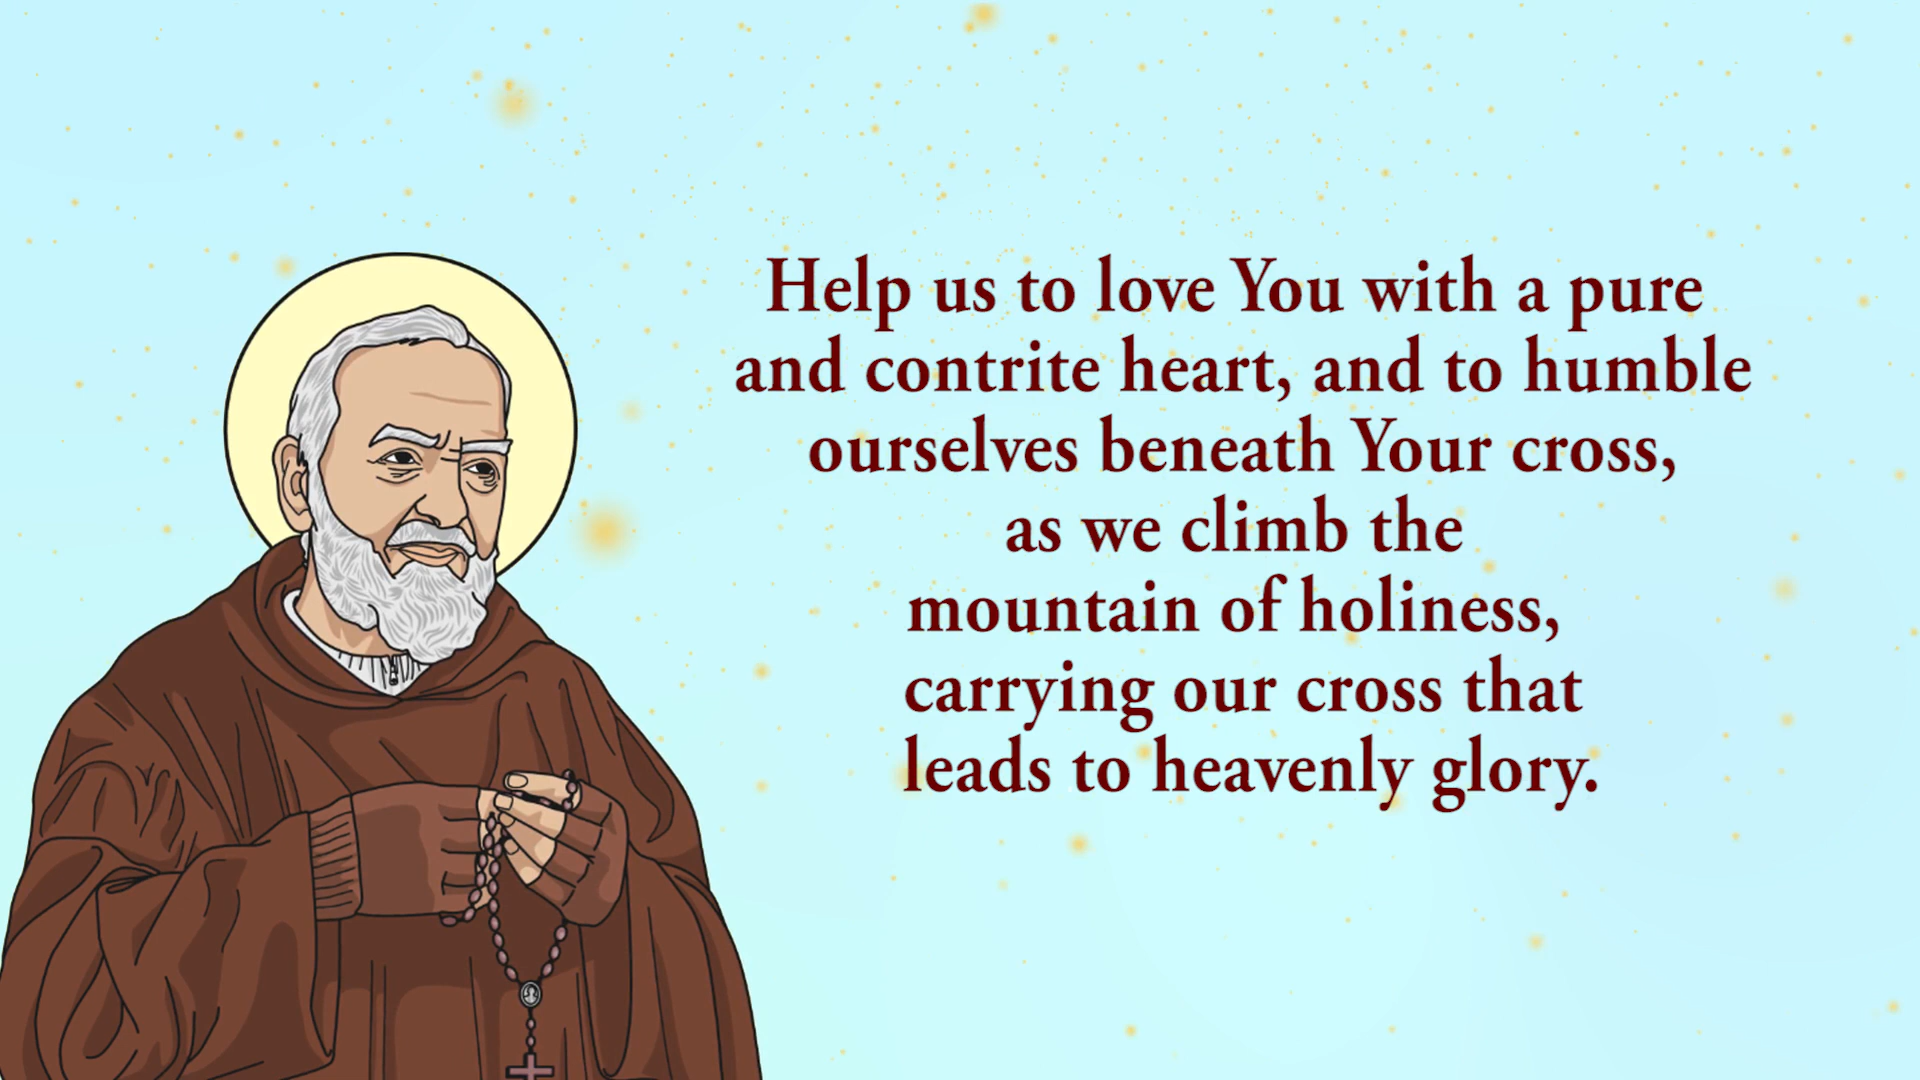 Help us to love You with a pure
and contrite heart, and to humble
ourselves beneath Your cross,
as we climb the
mountain of holiness,
carrying our cross that
leads to heavenly glory.